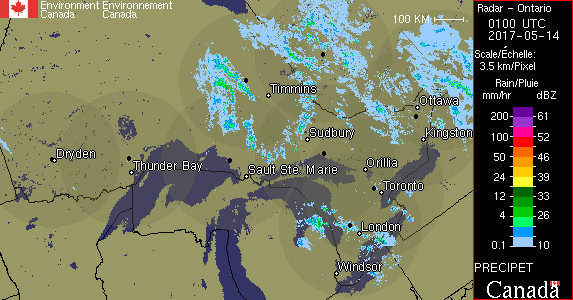 Environment Environnement
Canada Canada
100 KM
Timmins
Ottawa
Sudbury
Kingston
Dryden
Thunder Bay
Sault Ste. Marie
Orillia
Toronto
London
Windsor
Radar - Ontario
0100 UTC
2017-05-14
Scale/Échelle:
3.5 km/Pixel
Rain/Pluie
mm/hr dBZ
200 61
100 52
50 46
24 39
12 33
4 26
0.1 10
PRECIPET
Canada